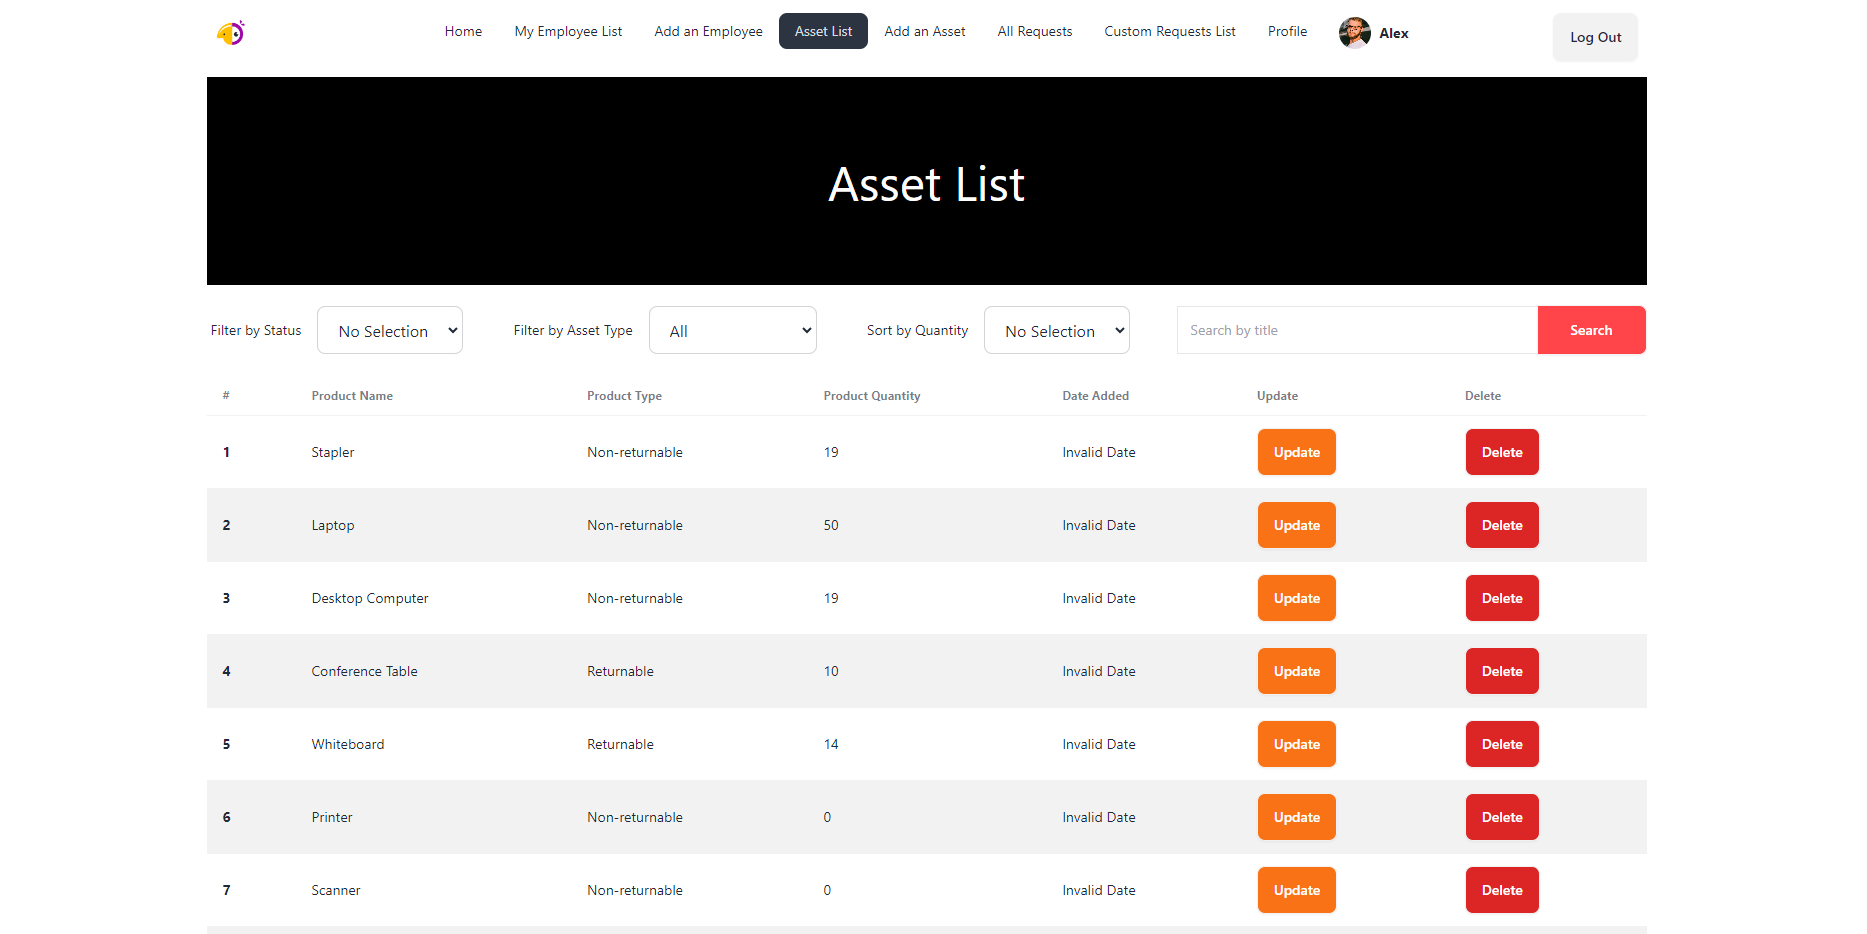 Home My Employee List Add an Employee Asset List Add an Asset All Requests Custom Requests List Profile Alex Log Out
Asset List
Filter by Status No Selection Filter by Asset Type All Sort by Quantity No Selection Search by title Search
# Product Name Product Type Product Quantity Date Added Update Delete
1 Stapler Non-returnable 19 Invalid Date Update Delete
2 Laptop Non-returnable 50 Invalid Date Update Delete
3 Desktop Computer Non-returnable 19 Invalid Date Update Delete
4 Conference Table Returnable 10 Invalid Date Update Delete
5 Whiteboard Returnable 14 Invalid Date Update Delete
6 Printer Non-returnable 0 Invalid Date Update Delete
7 Scanner Non-returnable 0 Invalid Date Update Delete